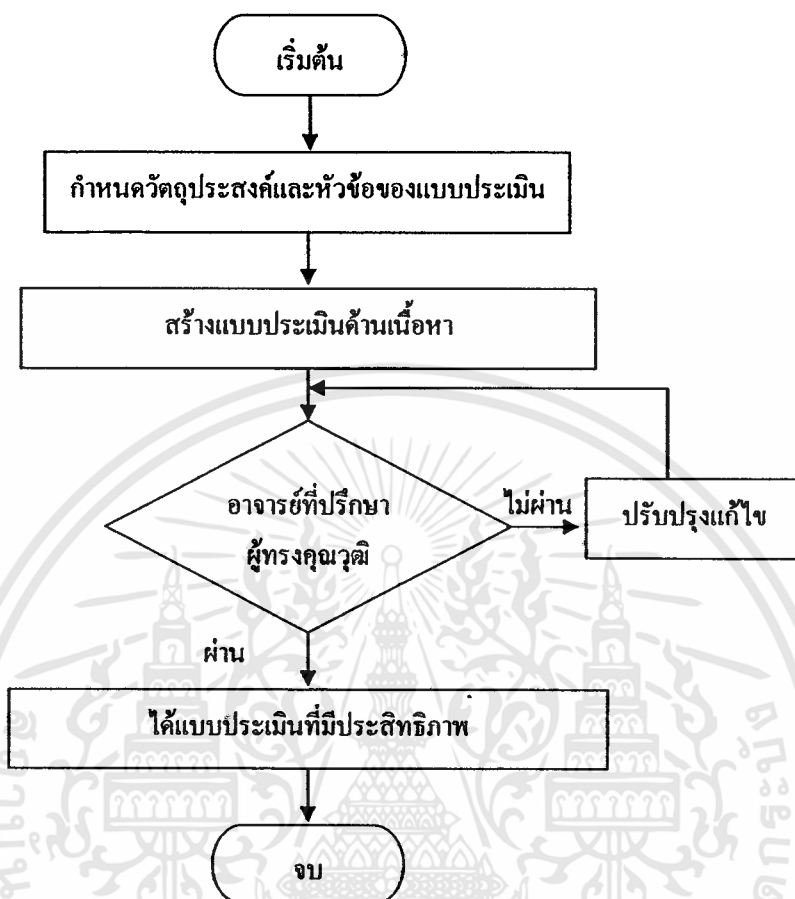 เริ่มต้น
กำหนดวัตถุประสงค์และหัวข้อของแบบประเมิน
สร้างแบบประเมินด้านเนื้อหา
อาจารย์ที่ปรึกษา
ผู้ทรงคุณวุฒิ
ไม่ผ่าน
ปรับปรุงแก้ไข
ผ่าน
ได้แบบประเมินที่มีประสิทธิภาพ
จบ